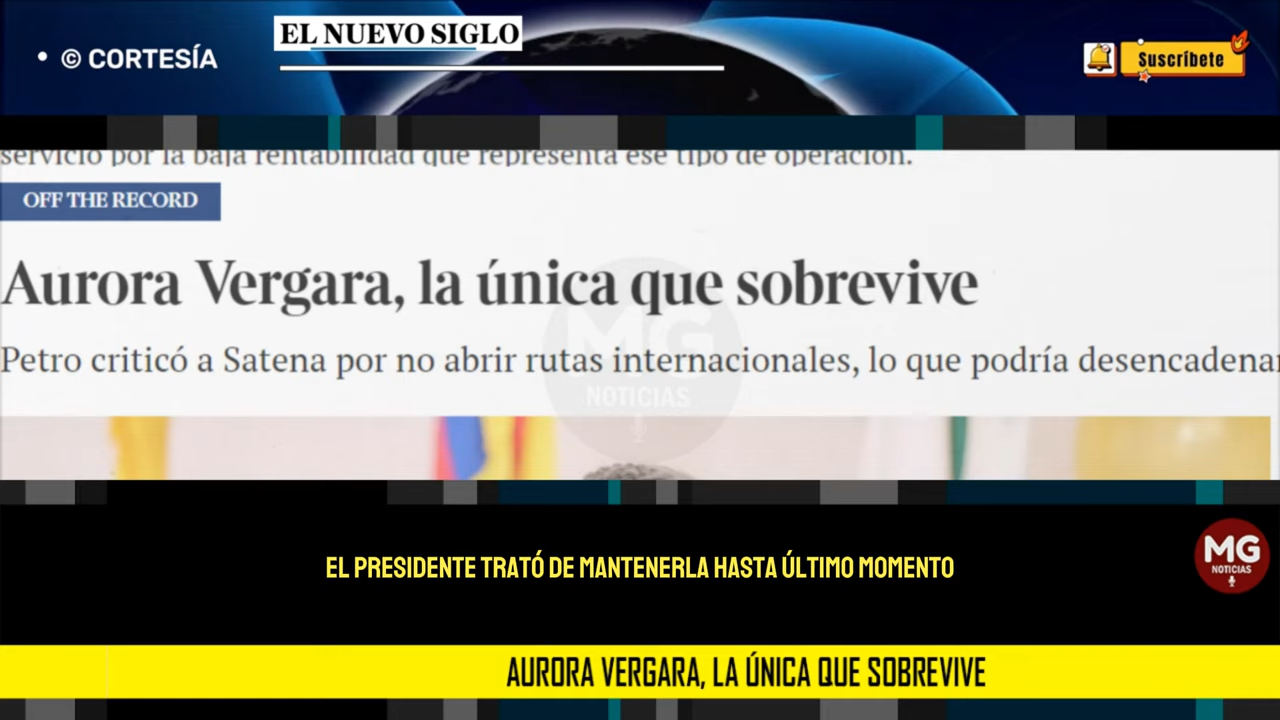 • © CORTESÍA
EL NUEVO SIGLO
Suscríbete
servicio por la baja rentabilidad que representa ese tipo de operación.
OFF THE RECORD
Aurora Vergara, la única que sobrevive
Petro criticó a Satena por no abrir rutas internacionales, lo que podría desencadenar
MG
NOTICIAS
EL PRESIDENTE TRATÓ DE MANTENERLA HASTA ÚLTIMO MOMENTO
MG
NOTICIAS
AURORA VERGARA, LA ÚNICA QUE SOBREVIVE